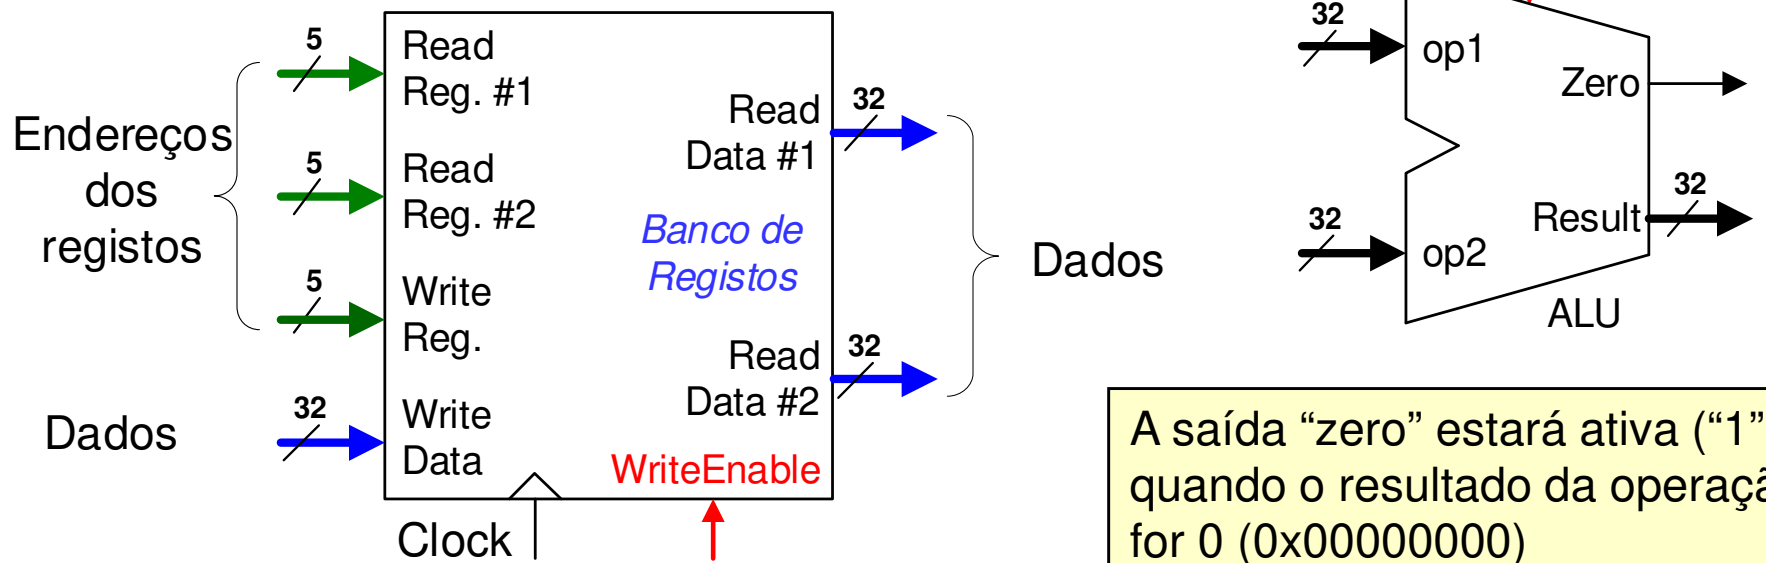 Endereços
dos
registos
Dados
5
5
5
32
Read
Reg. #1
Read
Reg. #2
Write
Reg.
Write
Data
Read
Data #1
Banco de
Registos
Read
Data #2
WriteEnable
Clock
32
32
Dados
32
32
op1
op2
Zero
Result
32
ALU
A saída “zero” estará ativa (“1”
quando o resultado da operaçã
for 0 (0x00000000)